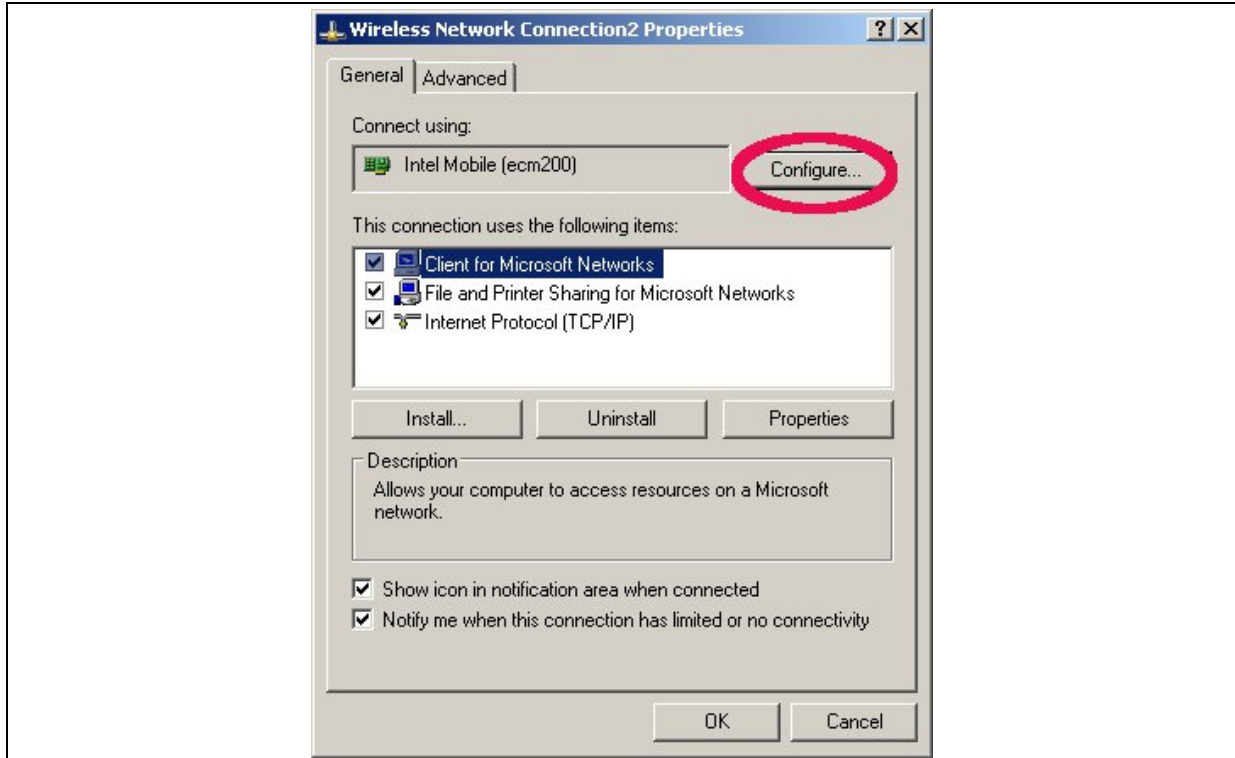 Wireless Network Connection2 Properties
General Advanced
Connect using:
Intel Mobile (ecm200) Configure...
This connection uses the following items:
Client for Microsoft Networks
File and Printer Sharing for Microsoft Networks
Internet Protocol (TCP/IP)
Install... Uninstall Properties
Description
Allows your computer to access resources on a Microsoft
network.
Show icon in notification area when connected
Notify me when this connection has limited or no connectivity
OK Cancel